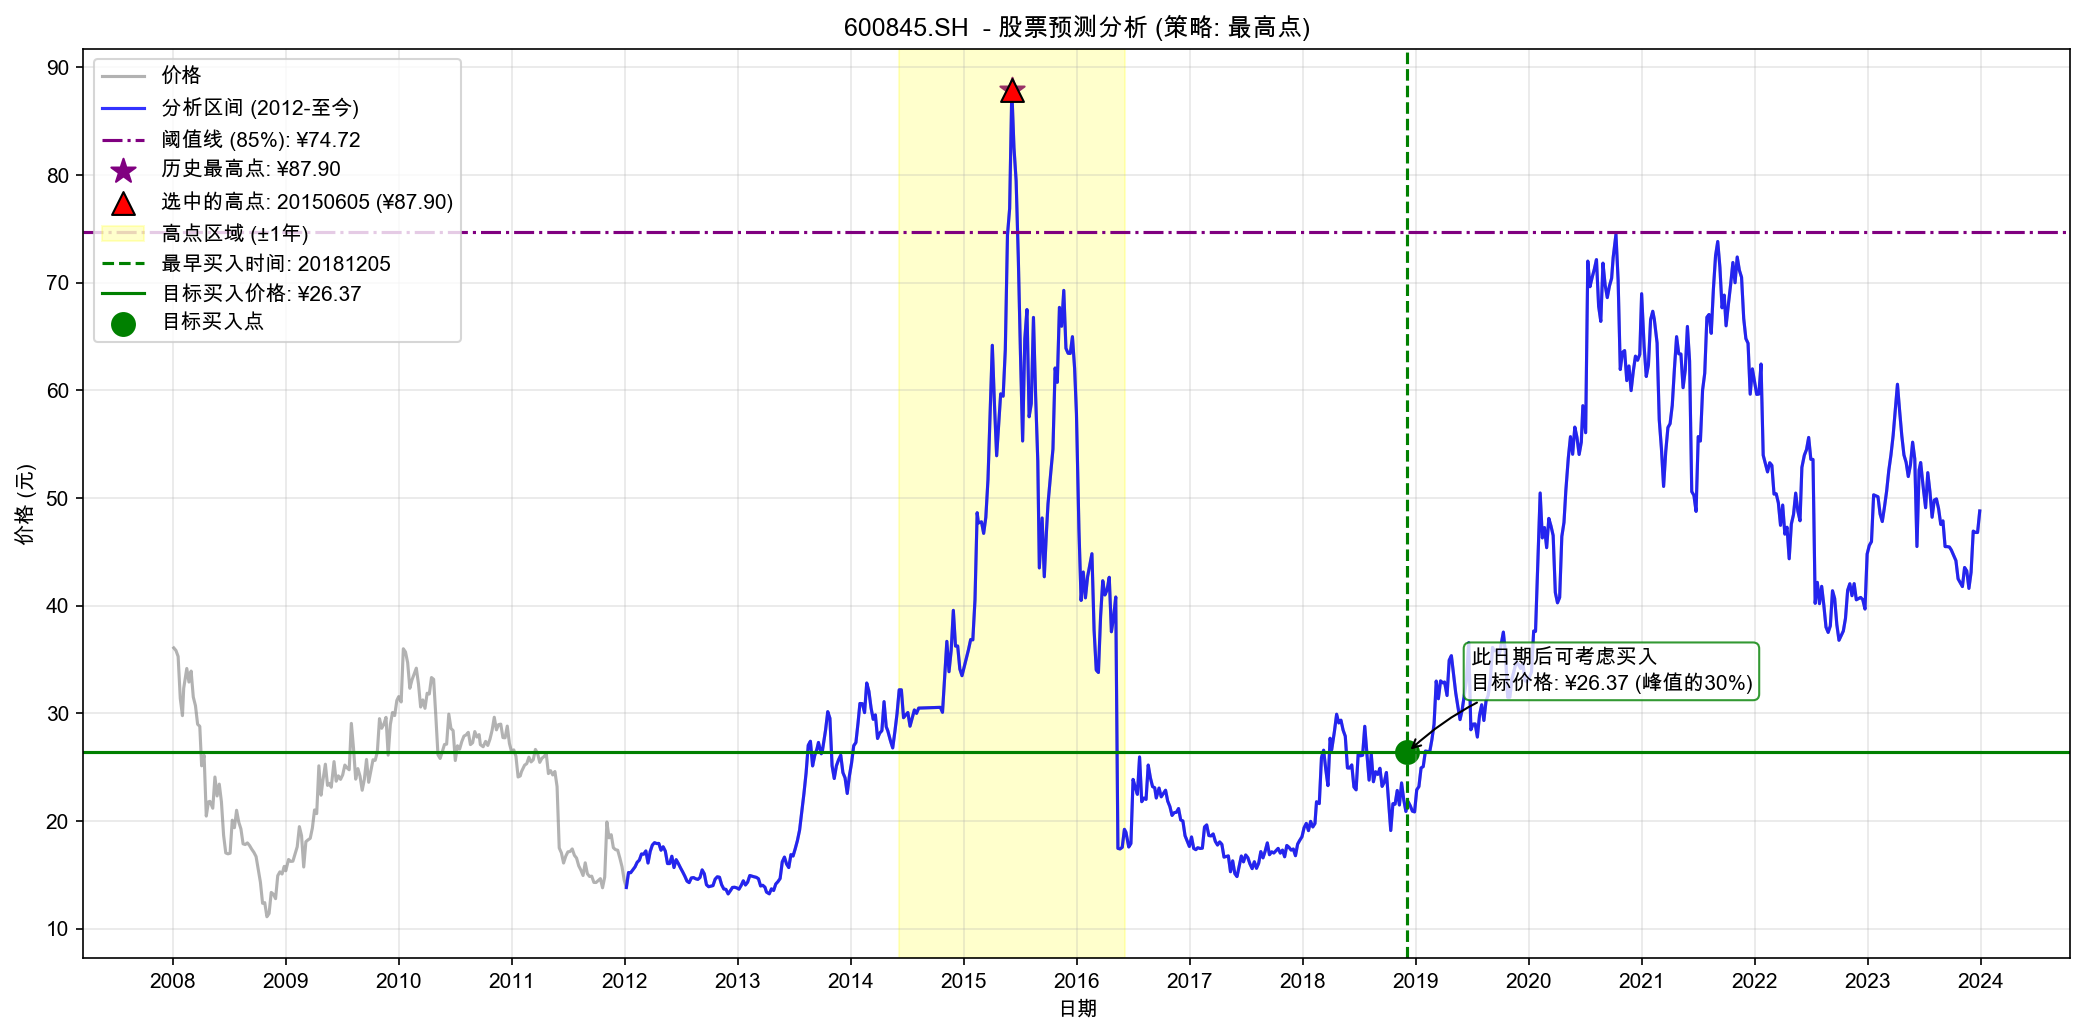 600845.SH - 股票预测分析 (策略: 最高点)
价格
分析区间 (2012-至今)
阈值线 (85%): ¥74.72
历史最高点: ¥87.90
选中的高点: 20150605 (¥87.90)
高点区域 (±1年)
最早买入时间: 20181205
目标买入价格: ¥26.37
目标买入点
价格 (元)
90
80
70
60
50
40
30
20
10
此日期后可考虑买入
目标价格: ¥26.37 (峰值的30%)
2008 2009 2010 2011 2012 2013 2014 2015 2016 2017 2018 2019 2020 2021 2022 2023 2024
日期